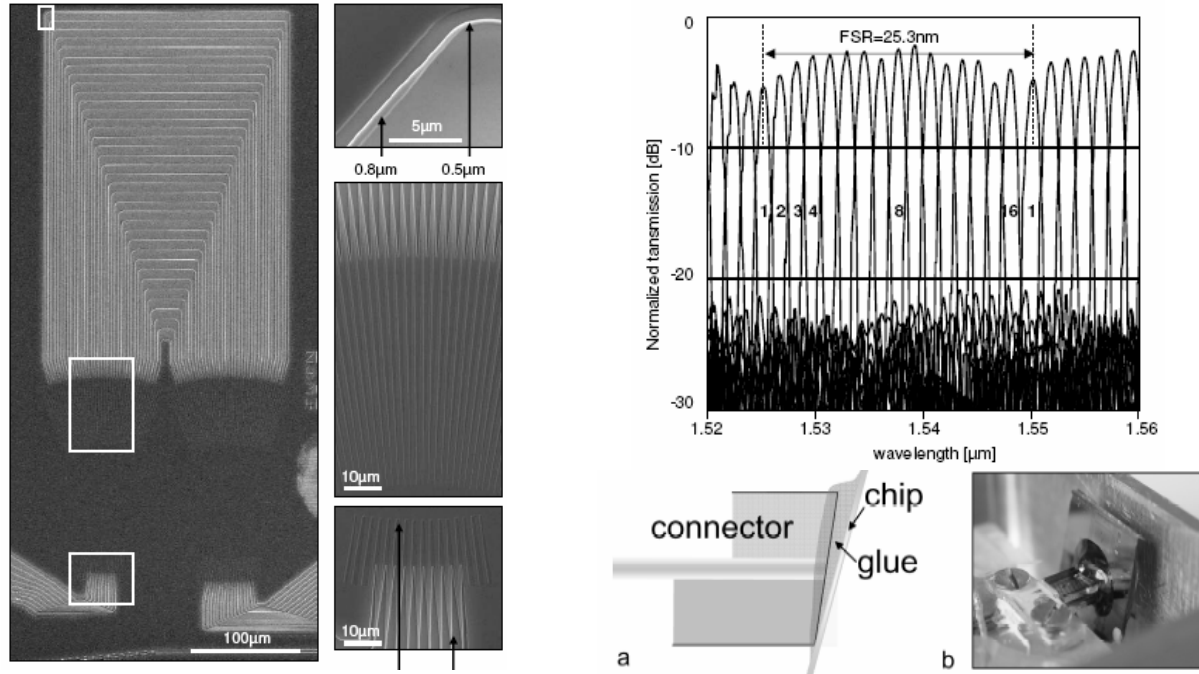 100µm
5µm
0.8µm
0.5µm
10µm
10µm
Normalized tansmission [dB]
0
-10
-20
-30
FSR=25.3nm
1 2 3 4 8 16 1
1.52 1.53 1.54 1.55 1.56
wavelength [µm]
connector
chip
glue
a
b